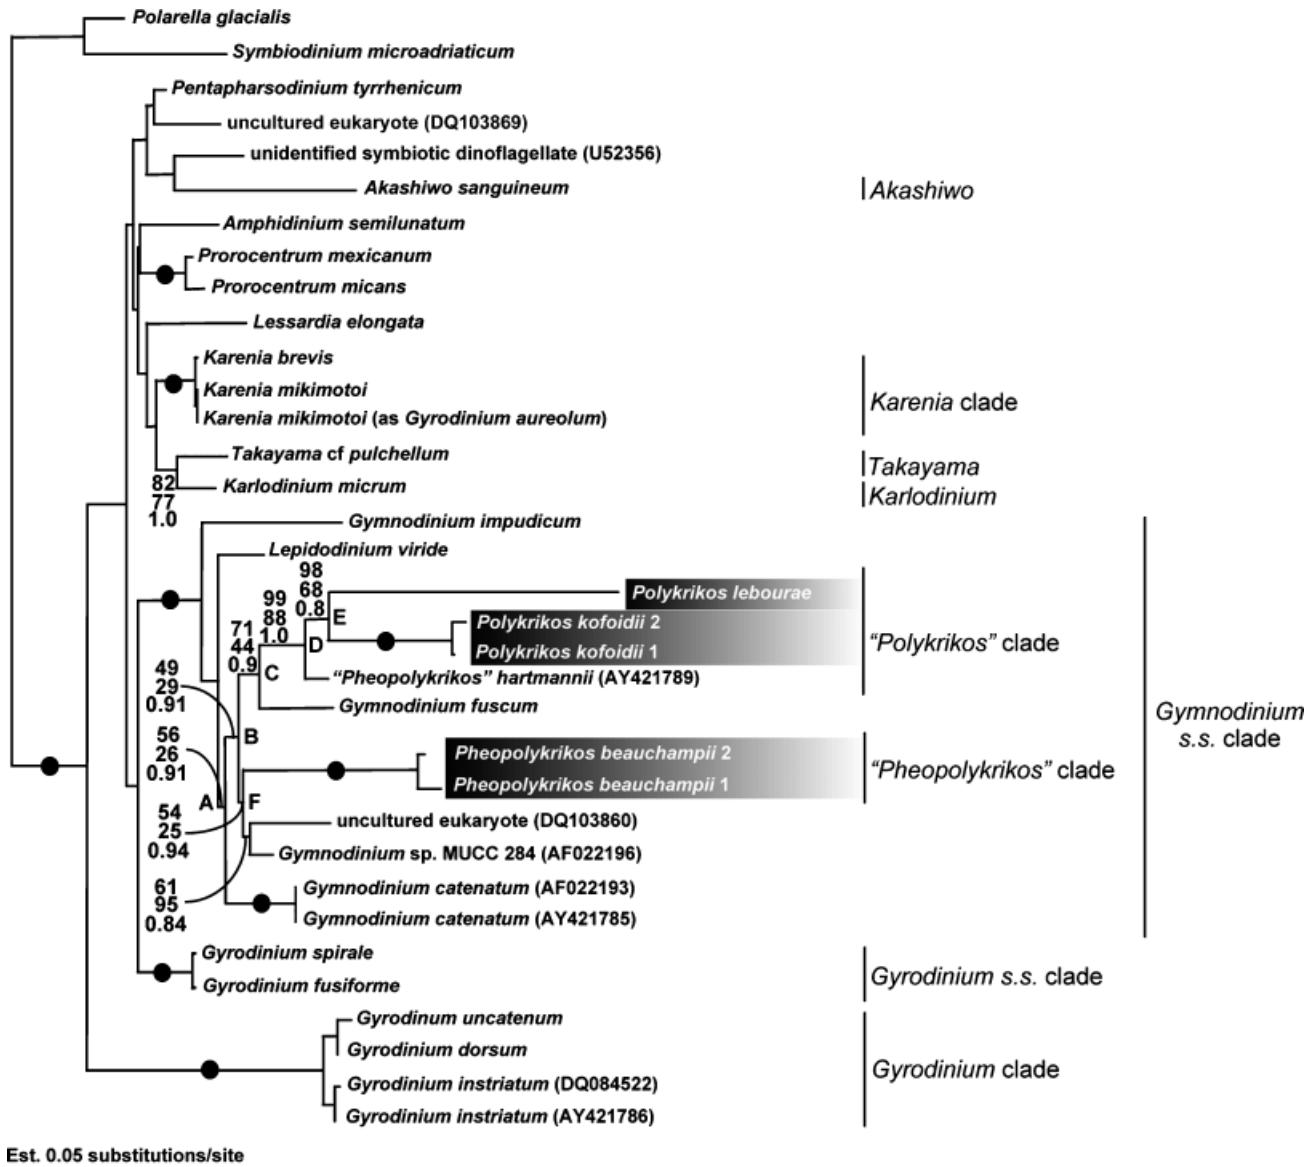 Polarella glacialis
Symbiodinium microadriaticum
Pentapharsodinium tyrrhenicum
uncultured eukaryote (DQ103869)
unidentified symbiotic dinoflagellate (U52356)
Akashiwo sanguineum
Akashiwo
Amphidinium semilunatum
Prorocentrum mexicanum
Prorocentrum micans
Lessardia elongata
Karenia brevis
Karenia mikimotoi
Karenia mikimotoi (as Gyrodinium aureolum)
Karenia clade
Takayama cf pulchellum
Takayama
Karlodinium micrum
Karlodinium
82
77
1.0
Gymnodinium impudicum
Lepidodinium viride
98
68
0.8
E
Polykrikos lebourae
99
88
1.0
D
Polykrikos kofoidii 2
Polykrikos kofoidii 1
"Polykrikos" clade
71
44
0.9
C
"Pheopolykrikos" hartmannii (AY421789)
Gymnodinium fuscum
49
29
0.91
B
Gymnodinium
s.s. clade
56
26
0.91
A
F
Pheopolykrikos beauchampii 2
Pheopolykrikos beauchampii 1
"Pheopolykrikos" clade
54
25
0.94
uncultured eukaryote (DQ103860)
Gymnodinium sp. MUCC 284 (AF022196)
61
95
0.84
Gymnodinium catenatum (AF022193)
Gymnodinium catenatum (AY421785)
Gyrodinium spirale
Gyrodinium fusiforme
Gyrodinium s.s. clade
Gyrodinum uncatenum
Gyrodinium dorsum
Gyrodinium instriatum (DQ084522)
Gyrodinium instriatum (AY421786)
Gyrodinium clade
Est. 0.05 substitutions/site